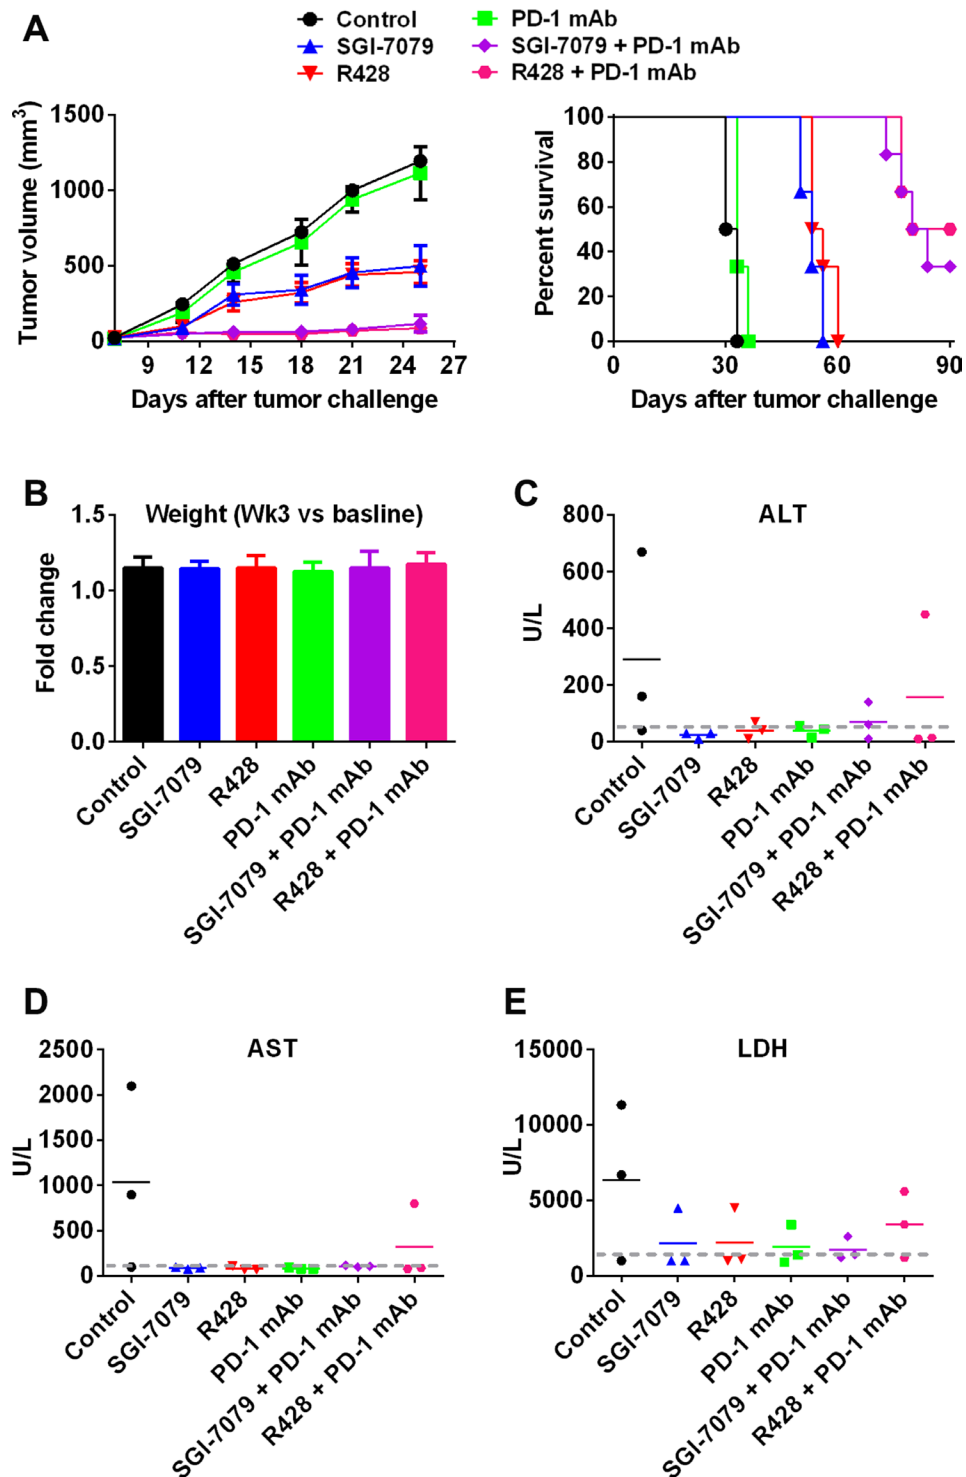 A
Control
SGI-7079
R428
PD-1 mAb
SGI-7079 + PD-1 mAb
R428 + PD-1 mAb
Tumor volume (mm³)
1500
1000
500
0
9 12 15 18 21 24 27
Days after tumor challenge
Percent survival
100
80
60
40
20
0
0 30 60 90
Days after tumor challenge
B
Weight (Wk3 vs basline)
Fold change
1.5
1.0
0.5
0.0
Control
SGI-7079
R428
PD-1 mAb
SGI-7079 + PD-1 mAb
R428 + PD-1 mAb
C
ALT
U/L
800
600
400
200
0
Control
SGI-7079
R428
PD-1 mAb
SGI-7079 + PD-1 mAb
R428 + PD-1 mAb
D
AST
U/L
2500
2000
1500
1000
500
0
Control
SGI-7079
R428
PD-1 mAb
SGI-7079 + PD-1 mAb
R428 + PD-1 mAb
E
LDH
U/L
15000
10000
5000
0
Control
SGI-7079
R428
PD-1 mAb
SGI-7079 + PD-1 mAb
R428 + PD-1 mAb